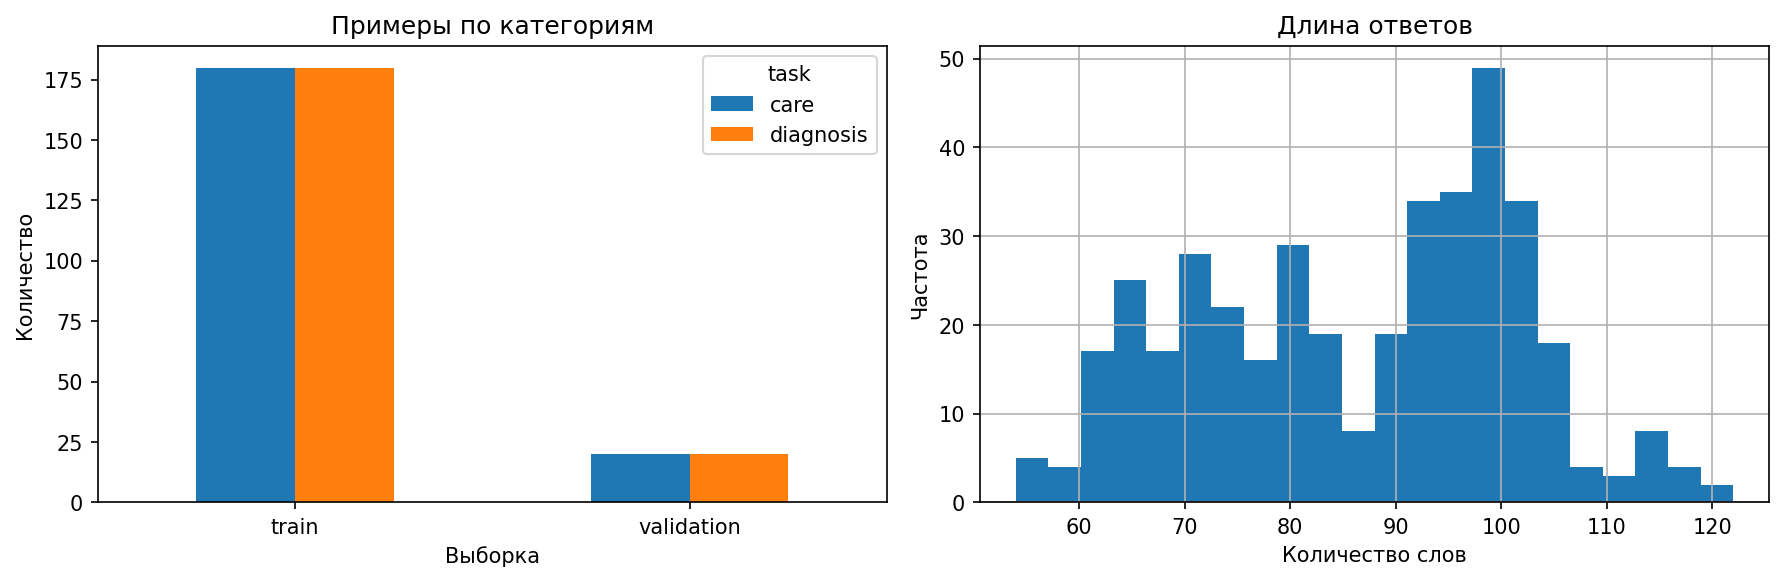 Примеры по категориям
175
150
125
100
75
50
25
0
Количество
train
validation
Выборка
task
care
diagnosis
Длина ответов
50
40
30
20
10
0
Частота
60
70
80
90
100
110
120
Количество слов